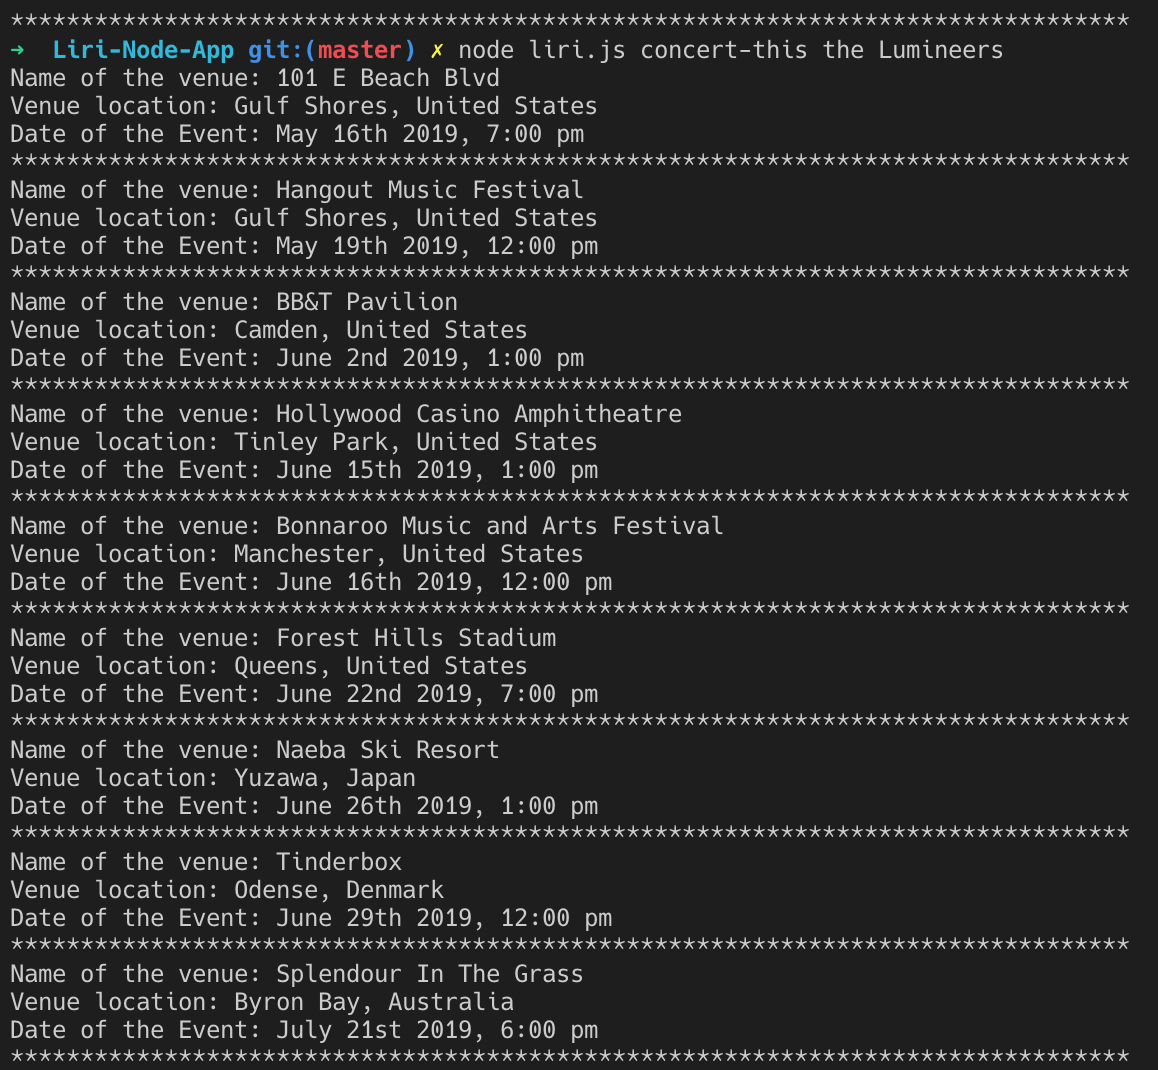 ********************************************************************************
➜  Liri-Node-App git:(master) ✗ node liri.js concert-this the Lumineers
Name of the venue: 101 E Beach Blvd
Venue location: Gulf Shores, United States
Date of the Event: May 16th 2019, 7:00 pm
********************************************************************************
Name of the venue: Hangout Music Festival
Venue location: Gulf Shores, United States
Date of the Event: May 19th 2019, 12:00 pm
********************************************************************************
Name of the venue: BB&T Pavilion
Venue location: Camden, United States
Date of the Event: June 2nd 2019, 1:00 pm
********************************************************************************
Name of the venue: Hollywood Casino Amphitheatre
Venue location: Tinley Park, United States
Date of the Event: June 15th 2019, 1:00 pm
********************************************************************************
Name of the venue: Bonnaroo Music and Arts Festival
Venue location: Manchester, United States
Date of the Event: June 16th 2019, 12:00 pm
********************************************************************************
Name of the venue: Forest Hills Stadium
Venue location: Queens, United States
Date of the Event: June 22nd 2019, 7:00 pm
********************************************************************************
Name of the venue: Naeba Ski Resort
Venue location: Yuzawa, Japan
Date of the Event: June 26th 2019, 1:00 pm
********************************************************************************
Name of the venue: Tinderbox
Venue location: Odense, Denmark
Date of the Event: June 29th 2019, 12:00 pm
********************************************************************************
Name of the venue: Splendour In The Grass
Venue location: Byron Bay, Australia
Date of the Event: July 21st 2019, 6:00 pm
********************************************************************************